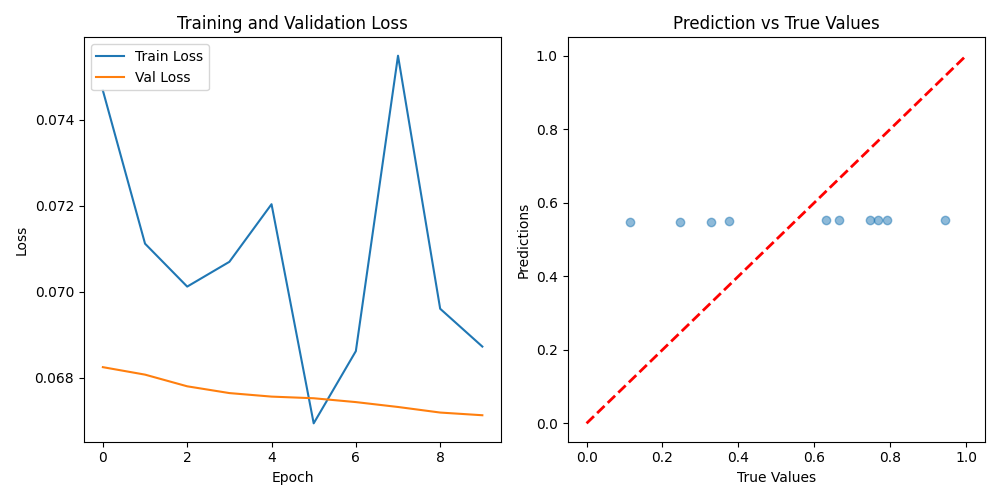 Training and Validation Loss
Train Loss
Val Loss
0.074
0.072
0.070
0.068
Loss
0 2 4 6 8
Epoch
Prediction vs True Values
1.0
0.8
0.6
0.4
0.2
0.0
Predictions
0.0 0.2 0.4 0.6 0.8 1.0
True Values